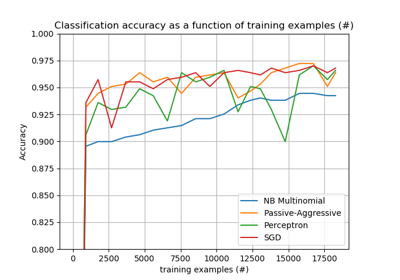 Classification accuracy as a function of training examples (#)
1.000
0.975
0.950
0.925
0.900
0.875
0.850
0.825
0.800
Accuracy
0 2500 5000 7500 10000 12500 15000 17500
training examples (#)
NB Multinomial
Passive-Aggressive
Perceptron
SGD